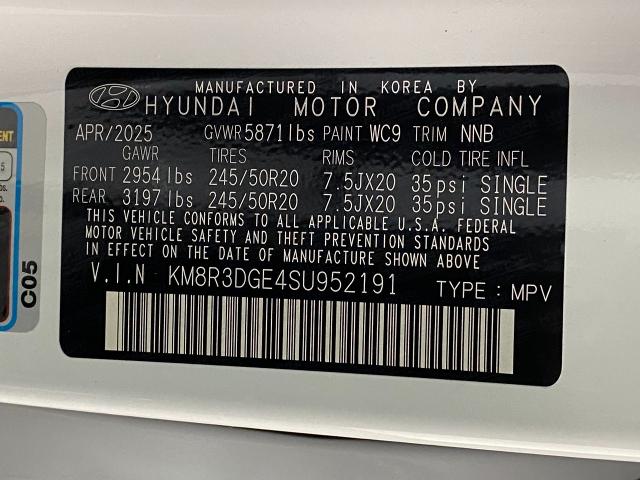 MANUFACTURED IN KOREA BY
HYUNDAI MOTOR COMPANY
APR/2025 GVWR 5871lbs PAINT WC9 TRIM NNB
GAWR TIRES RIMS COLD TIRE INFL
FRONT 2954 lbs 245/50R20 7.5JX20 35psi SINGLE
REAR 3197 lbs 245/50R20 7.5JX20 35psi SINGLE
THIS VEHICLE CONFORMS TO ALL APPLICABLE U.S.A. FEDERAL
MOTOR VEHICLE SAFETY AND THEFT PREVENTION STANDARDS
IN EFFECT ON THE DATE OF MANUFACTURE SHOWN ABOVE.
V.I.N KM8R3DGE4SU952191 TYPE : MPV
C05